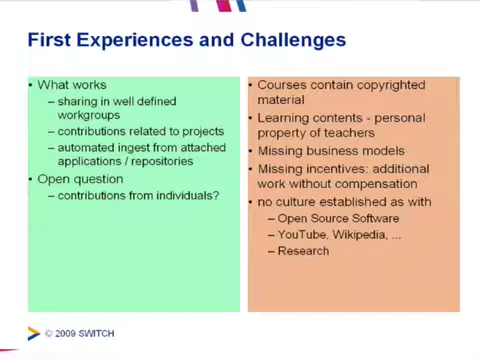 First Experiences and Challenges
• What works
– sharing in well defined
workgroups
– contributions related to projects
– automated ingest from attached
applications / repositories
• Open question
– contributions from individuals?
• Courses contain copyrighted
material
• Learning contents - personal
property of teachers
• Missing business models
• Missing incentives: additional
work without compensation
• no culture established as with
– Open Source Software
– YouTube, Wikipedia, ...
– Research
© 2009 SWITCH